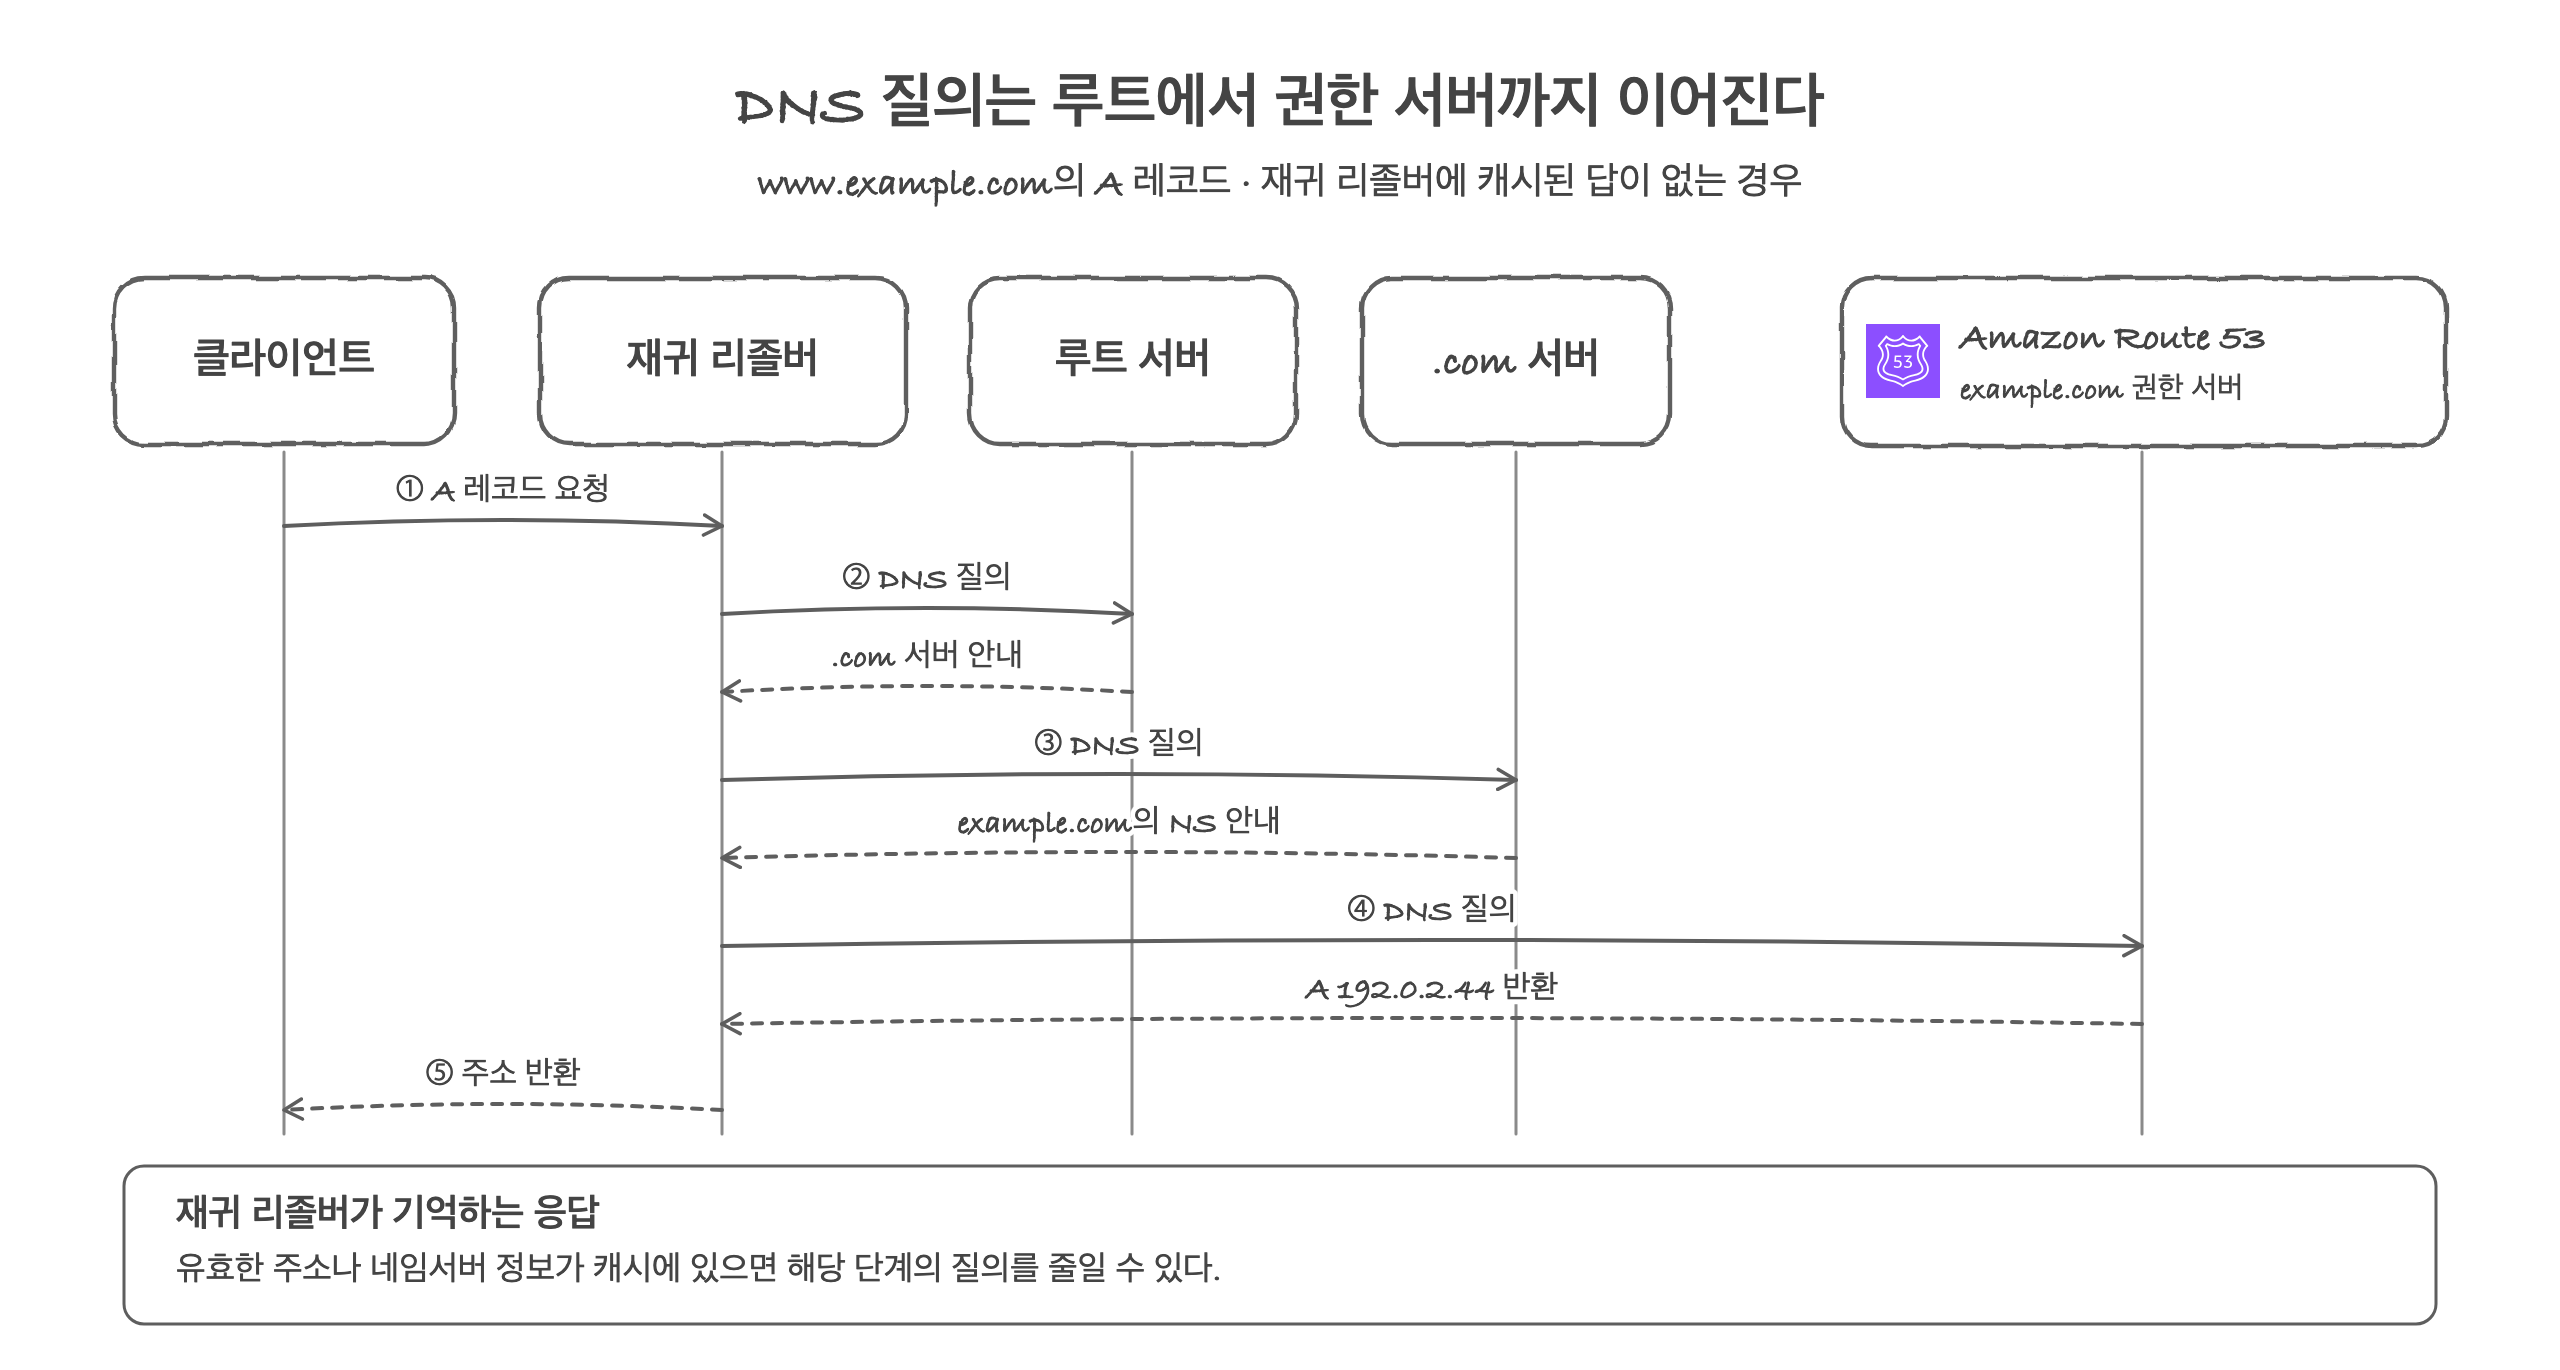 DNS 질의는 루트에서 권한 서버까지 이어진다
www.example.com의 A 레코드 · 재귀 리졸버에 캐시된 답이 없는 경우
클라이언트
재귀 리졸버
루트 서버
.com 서버
53
Amazon Route 53
example.com 권한 서버
① A 레코드 요청
② DNS 질의
.com 서버 안내
③ DNS 질의
example.com의 NS 안내
④ DNS 질의
A 192.0.2.44 반환
⑤ 주소 반환
재귀 리졸버가 기억하는 응답
유효한 주소나 네임서버 정보가 캐시에 있으면 해당 단계의 질의를 줄일 수 있다.